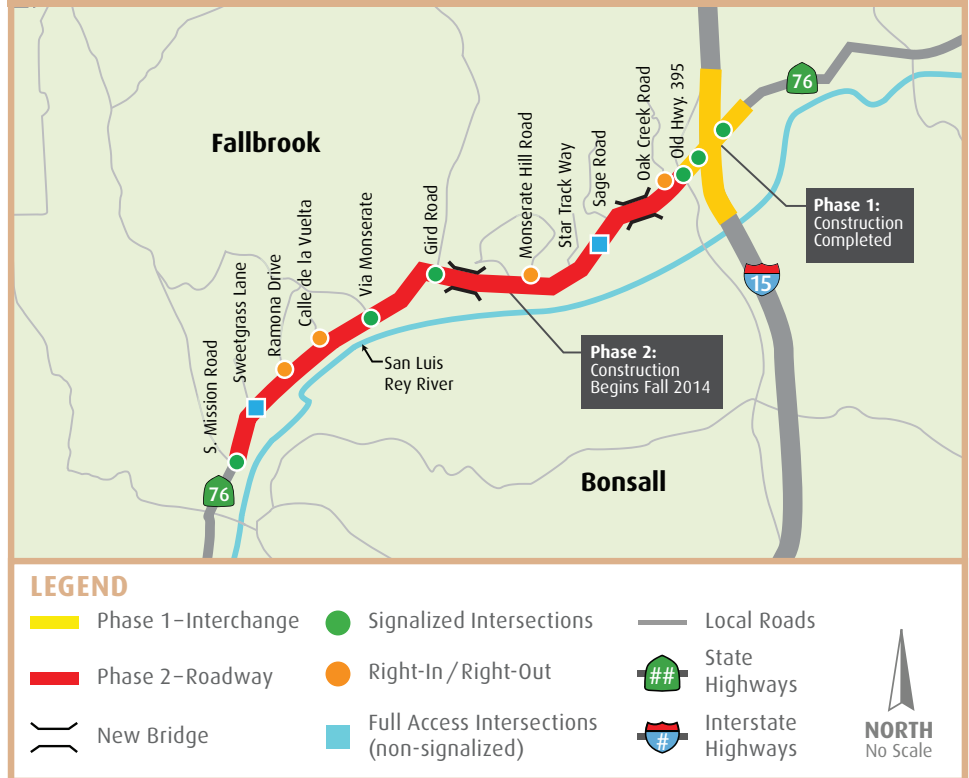 Fallbrook
S. Mission Road
Sweetgrass Lane
Ramona Drive
Calle de la Vuelta
Via Monserate
Gird Road
Monserate Hill Road
Star Track Way
Sage Road
Oak Creek Road
Old Hwy. 395
76
Phase 1:
Construction
Completed
15
Phase 2:
Construction
Begins Fall 2014
San Luis
Rey River
Bonsall
76
LEGEND
Phase 1–Interchange
Phase 2–Roadway
New Bridge
Signalized Intersections
Right-In / Right-Out
Full Access Intersections
(non-signalized)
Local Roads
##
State
Highways
#
Interstate
Highways
NORTH
No Scale